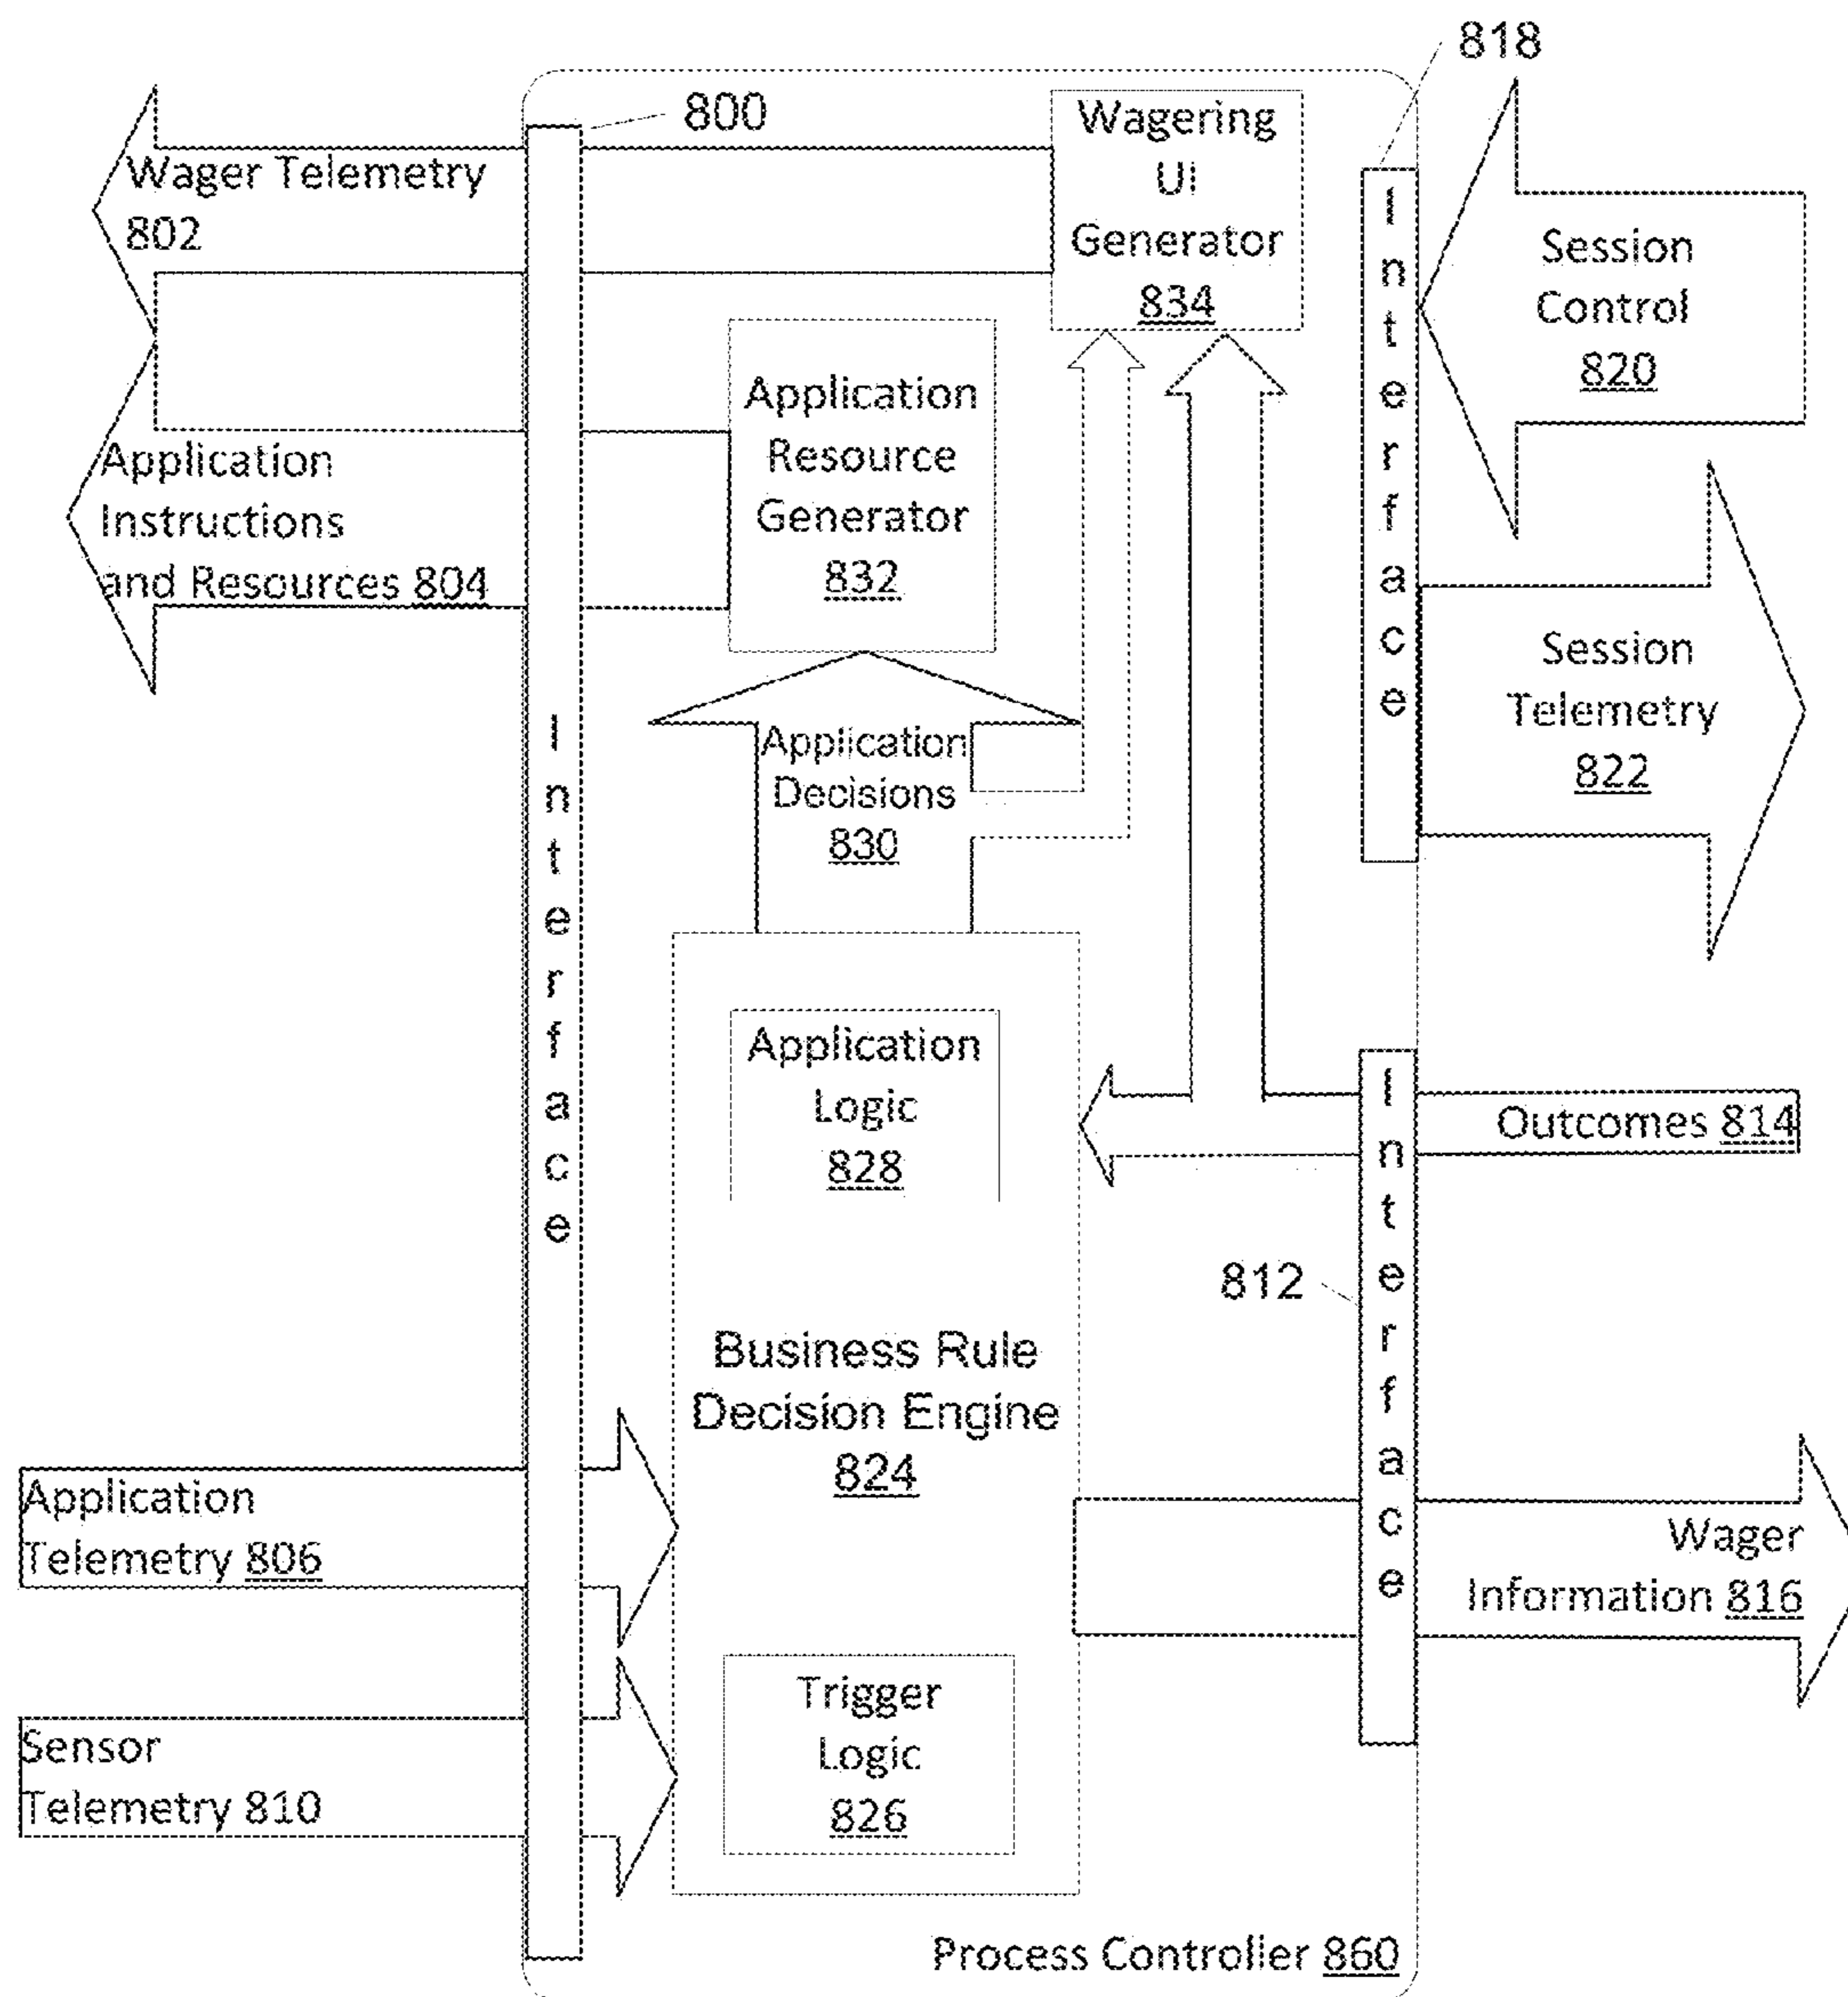 818
800
Wagering
UI
Generator
834
Wager Telemetry
802
Interface
Session
Control
820
Application
Resource
Generator
832
Application
Instructions
and Resources 804
Session
Telemetry
822
Interface
Application
Decisions
830
Application
Logic
828
Interface
Outcomes 814
812
Business Rule
Decision Engine
824
Application
Telemetry 806
Wager
Information 816
Trigger
Logic
826
Sensor
Telemetry 810
Process Controller 860